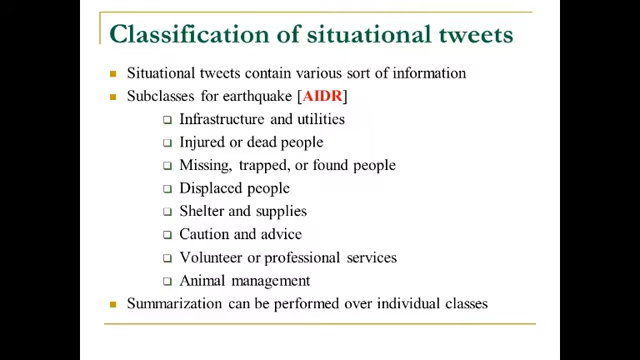 Classification of situational tweets
Situational tweets contain various sort of information
Subclasses for earthquake [AIDR]
Infrastructure and utilities
Injured or dead people
Missing, trapped, or found people
Displaced people
Shelter and supplies
Caution and advice
Volunteer or professional services
Animal management
Summarization can be performed over individual classes